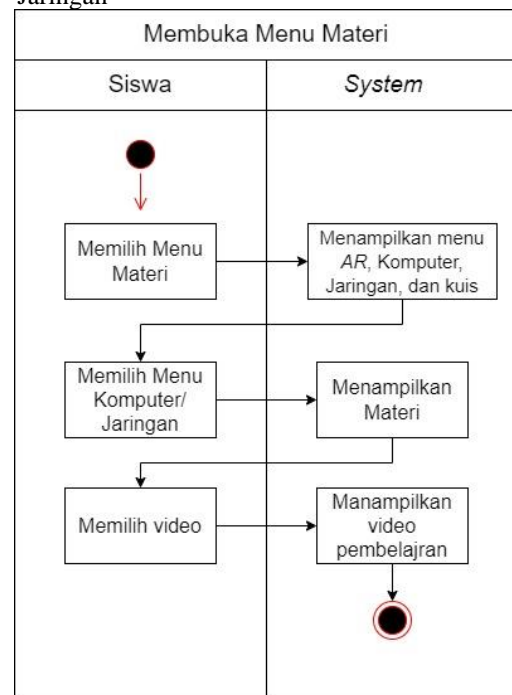 Jaringan
Membuka Menu Materi
Siswa
System
Memilih Menu
Materi
Menampilkan menu
AR, Komputer,
Jaringan, dan kuis
Memilih Menu
Komputer/
Jaringan
Menampilkan
Materi
Memilih video
Manampilkan
video
pembelajran